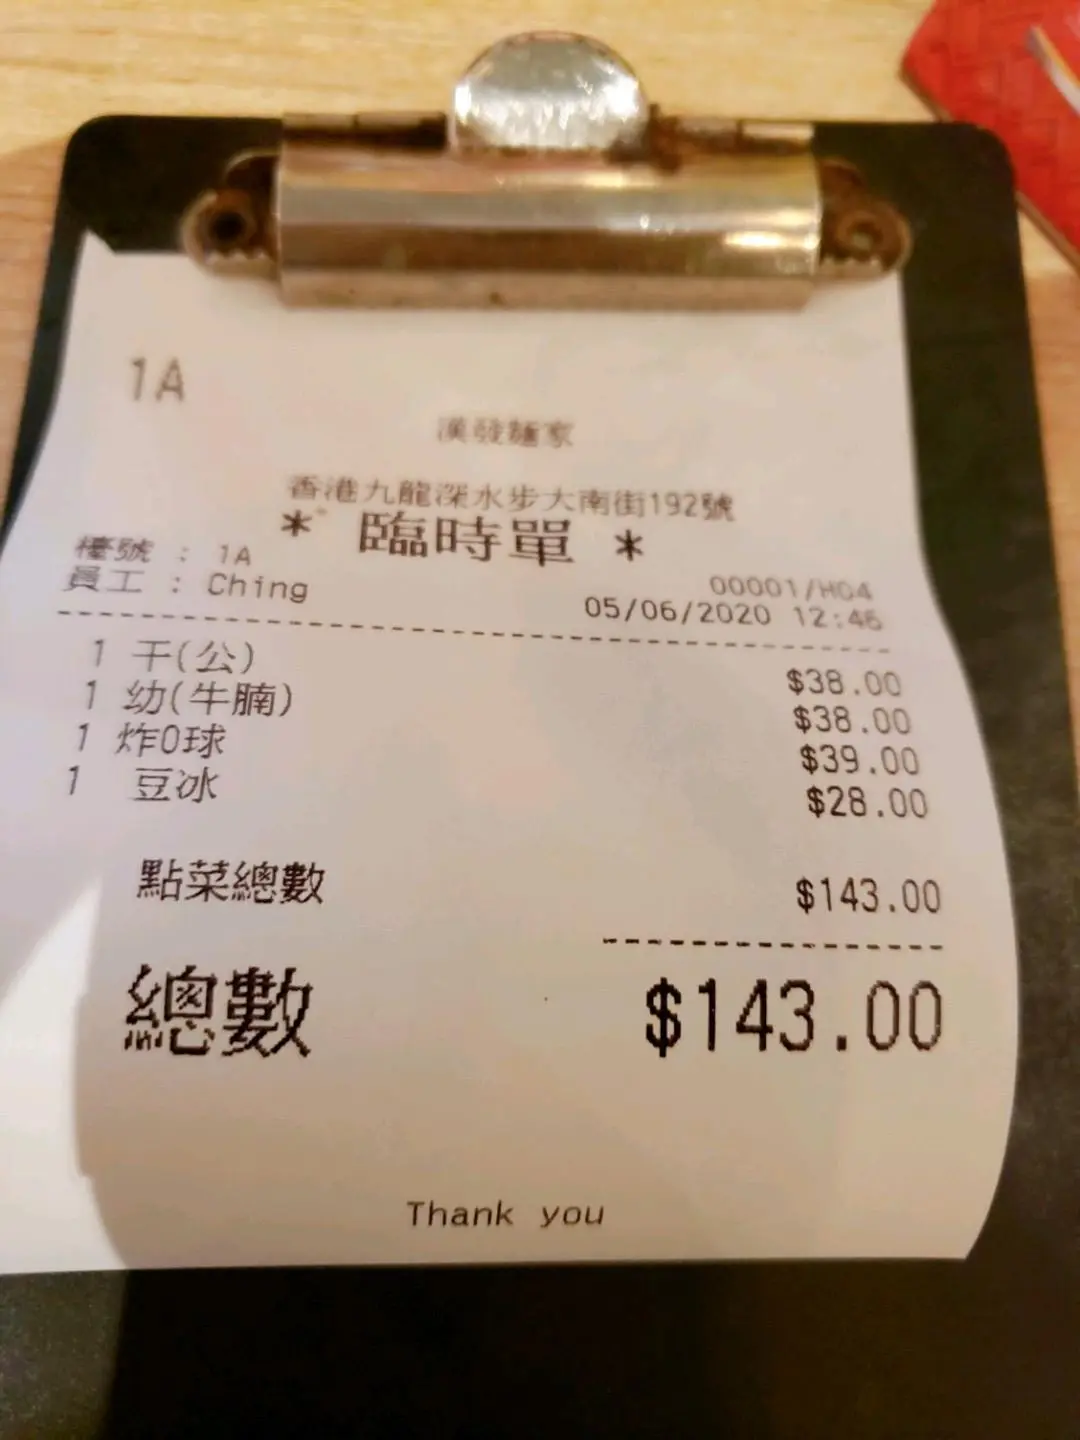 1A
漢發麵家
香港九龍深水步大南街192號
* 臨時單 *
檯號 : 1A
員工 : Ching
00001/H04
05/06/2020 12:46
1 干(公) $38.00
1 幼(牛腩) $38.00
1 炸0球 $39.00
1 豆冰 $28.00
點菜總數 $143.00
總數 $143.00
Thank you